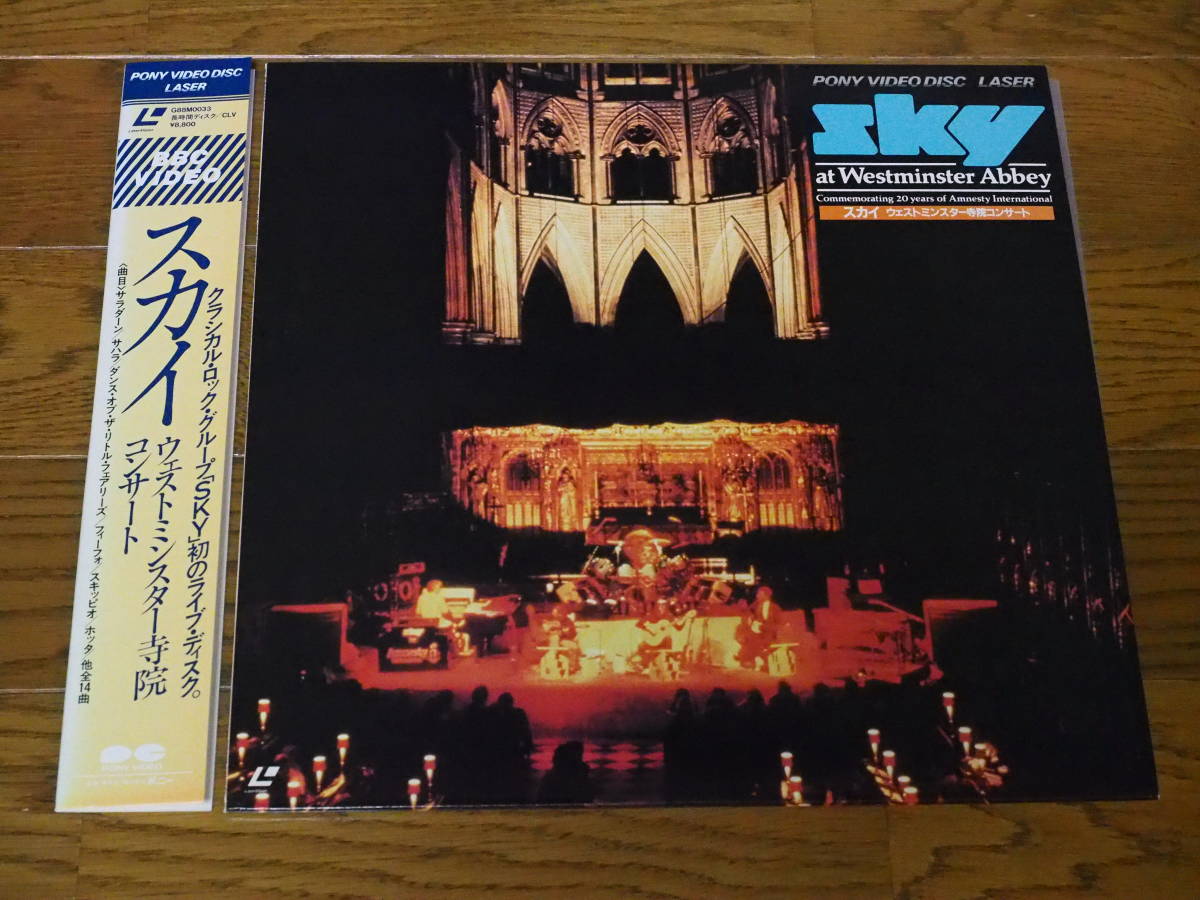 PONY VIDEO DISC
LASER
LaserVision
G88M0033
長時間ディスク/CLV
¥8,800
BBC
VIDEO
クラシカル・ロック・グループ「SKY」初のライブ・ディスク。
スカイ
ウェストミンスター寺院
コンサート
〈曲目〉サラダーン/サハラ/ダンス・オブ・ザ・リトル・フェアリーズ/フィーフォ/スキッピオ/ホッタ/他全14曲
PONY VIDEO DISC LASER
sky
at Westminster Abbey
Commemorating 20 years of Amnesty International
スカイ ウェストミンスター寺院コンサート
LaserVision